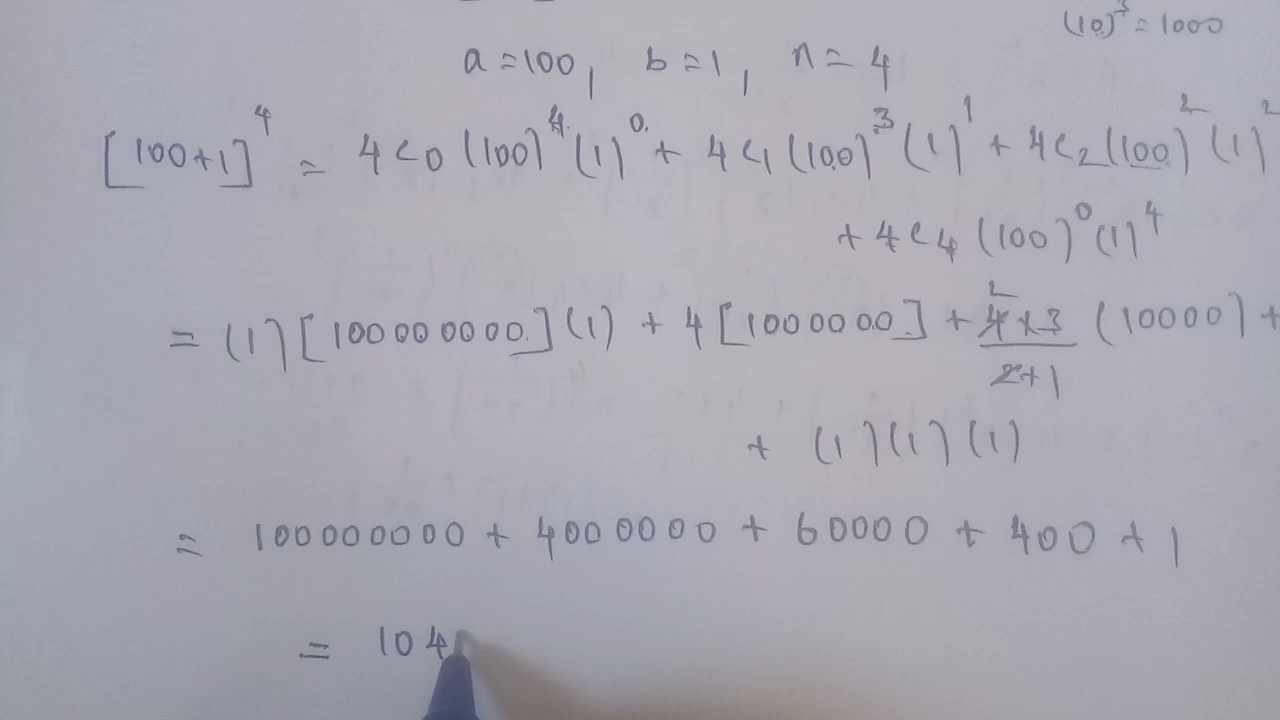 (10)³ = 1000
a = 100, b = 1, n = 4
[100+1]⁴ = 4c0 (100)⁴ (1)⁰ + 4c1 (100)³ (1)¹ + 4c2 (100)² (1)²
+ 4c4 (100)⁰ (1)⁴
= (1) [100000000] (1) + 4 [1000000] + 4×3/2+1 (10000) +
+ (1)(1)(1)
= 100000000 + 4000000 + 60000 + 400 + 1
= 104